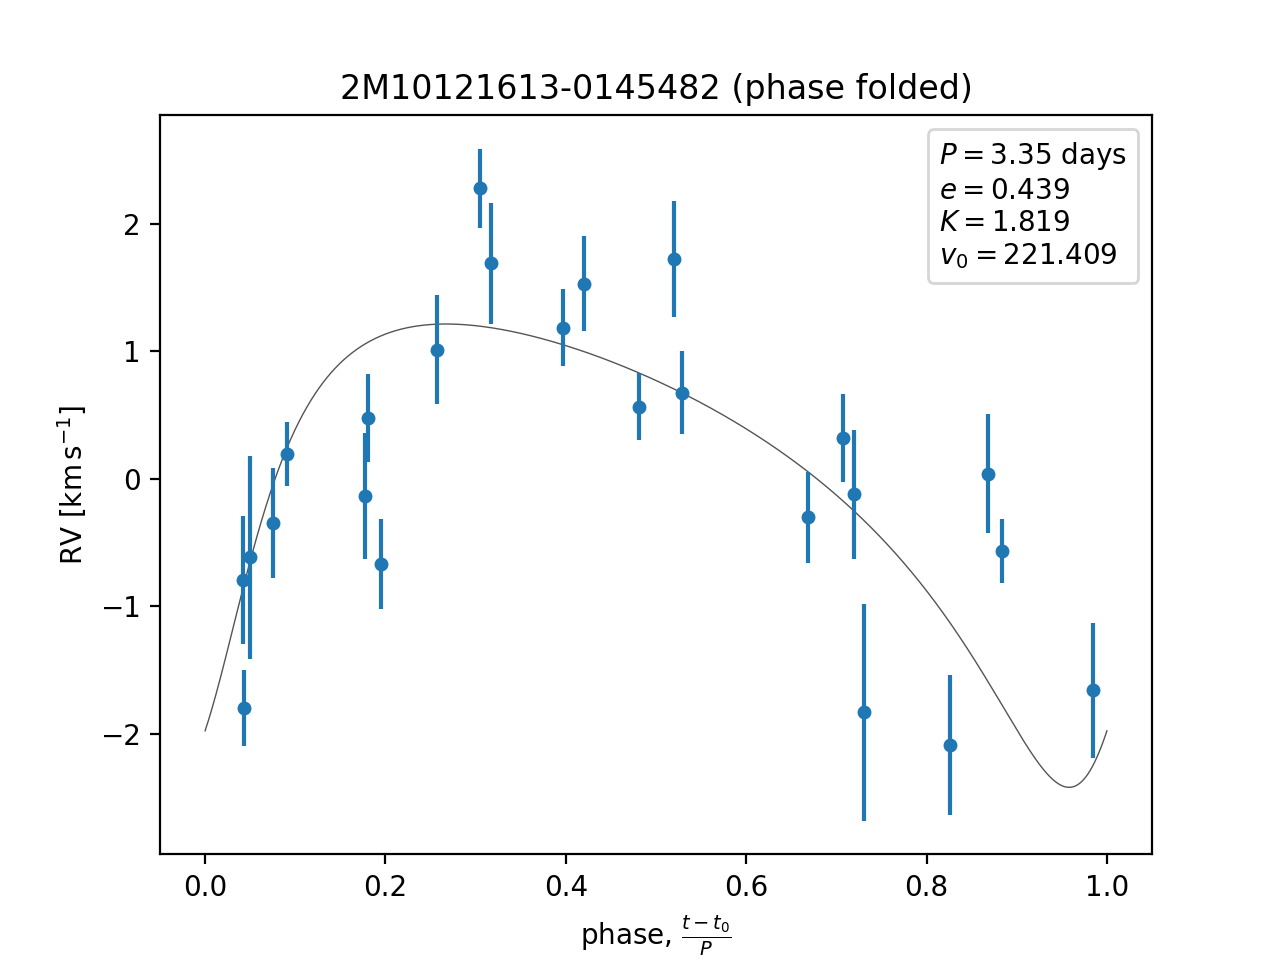 2M10121613-0145482 (phase folded)
P = 3.35 days
e = 0.439
K = 1.819
v₀ = 221.409
RV [km s⁻¹]
2
1
0
−1
−2
0.0 0.2 0.4 0.6 0.8 1.0
phase, (t − t₀)/P